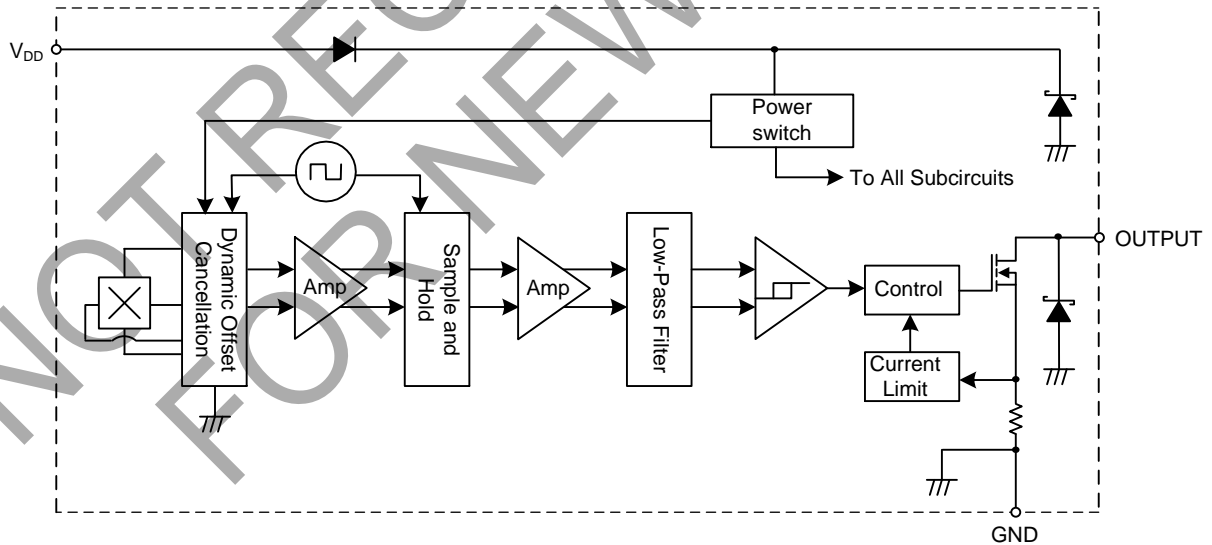 NOT REC
FOR NEW
V_DD
Power
switch
To All Subcircuits
Dynamic Offset
Cancellation
Amp
Sample and
Hold
Amp
Low-Pass Filter
Control
Current
Limit
OUTPUT
GND